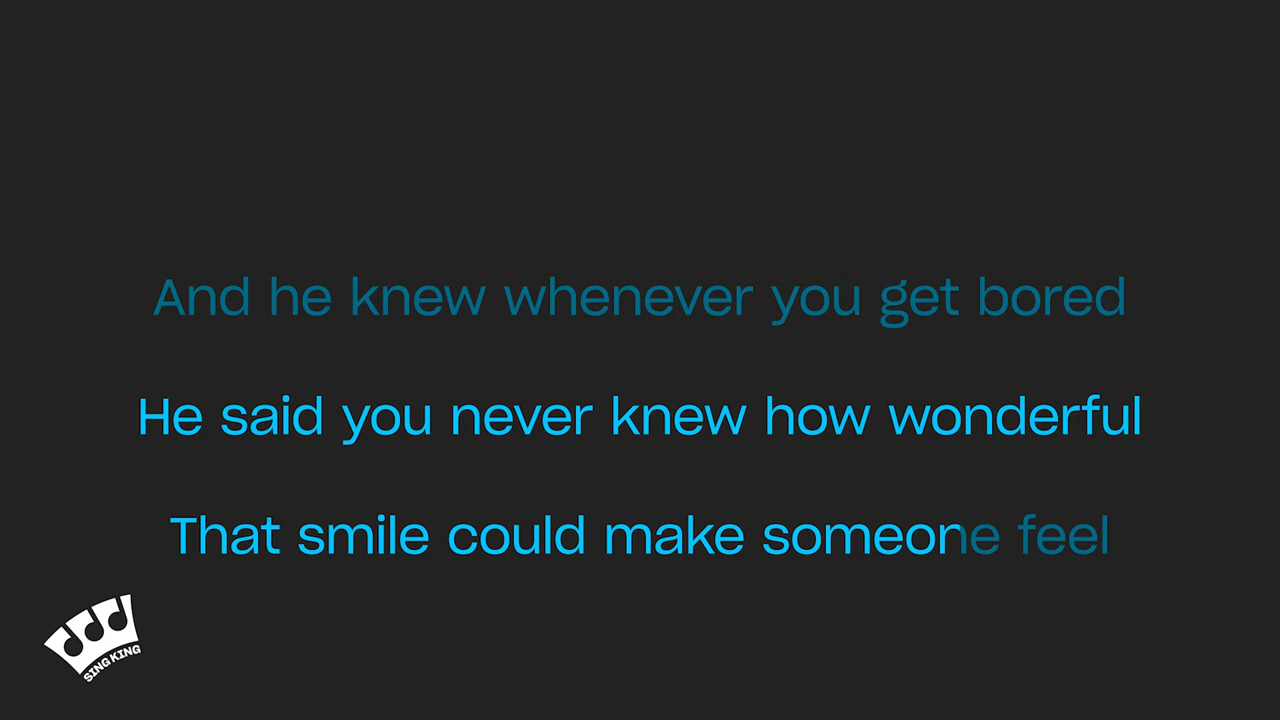 And he knew whenever you get bored
He said you never knew how wonderful
That smile could make someone feel
SING KING